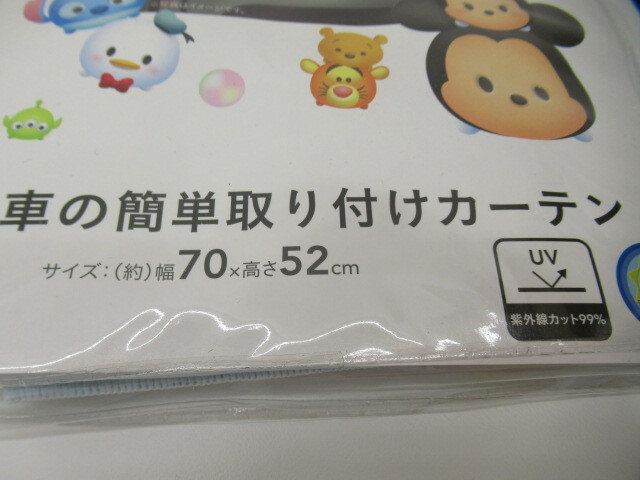 車の簡単取り付けカーテン
サイズ:(約)幅70×高さ52cm
UV
紫外線カット99%